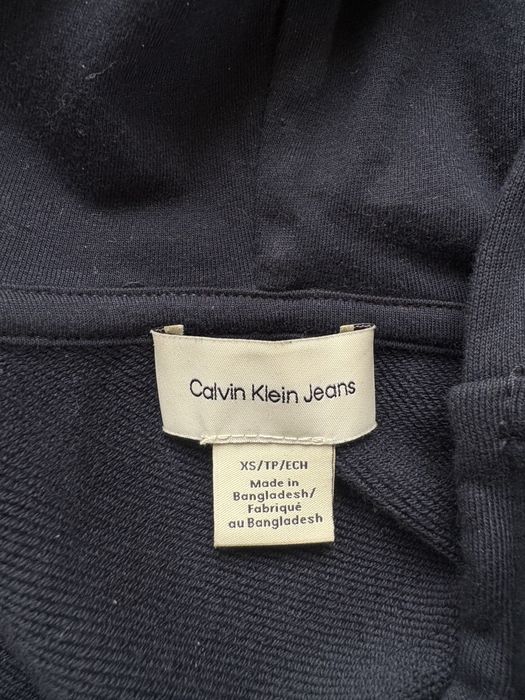 Calvin Klein Jeans
XS/TP/ECH
Made in
Bangladesh/
Fabriqué
au Bangladesh